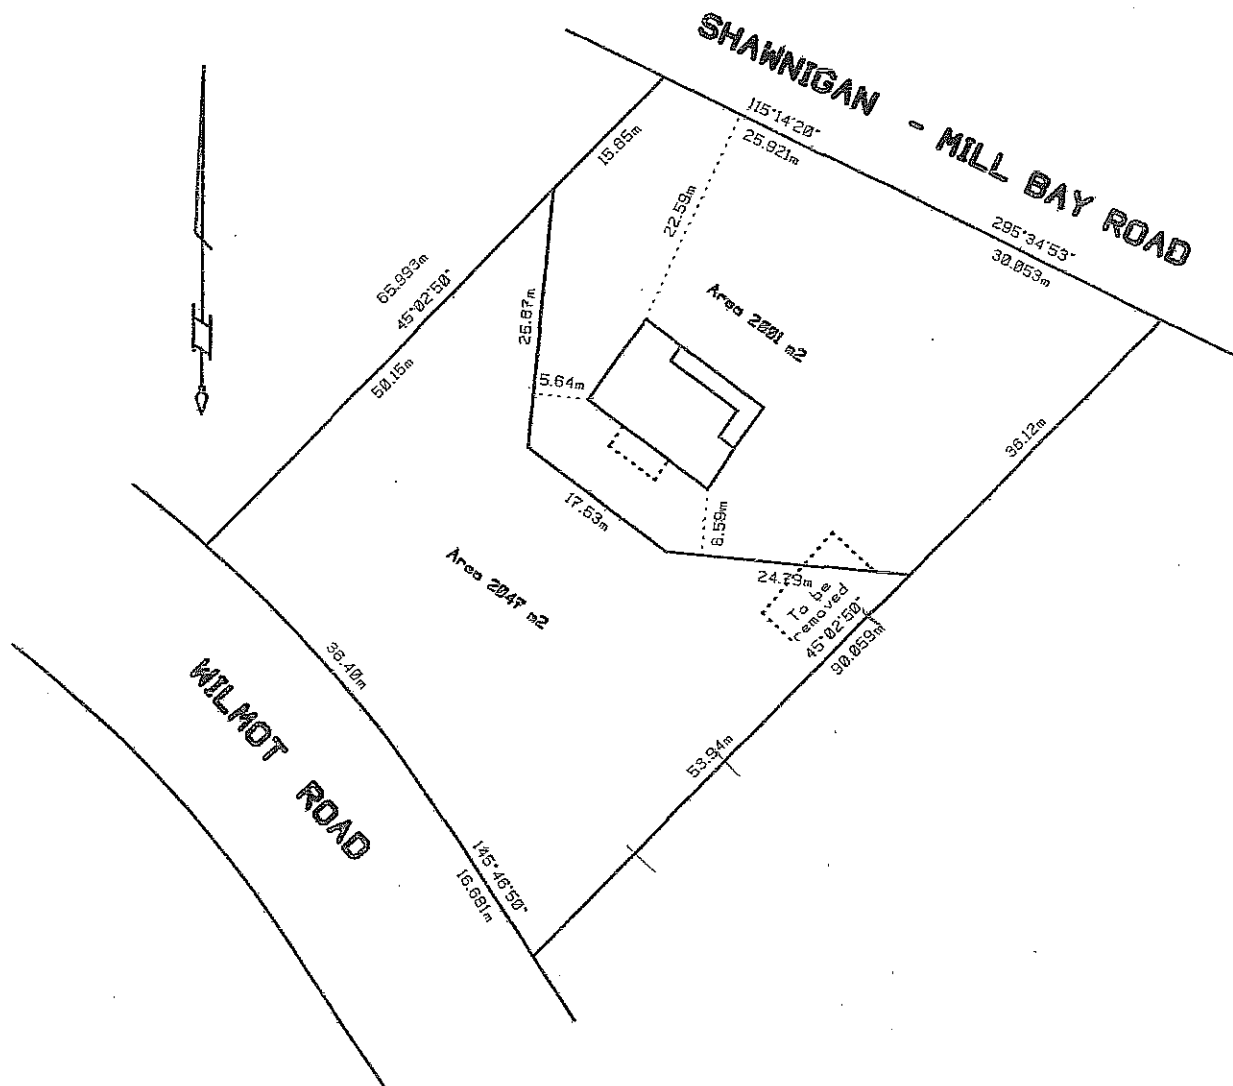 SHAWNIGAN - MILL BAY ROAD
115°14'20"
25.921m
295°34'53"
30.053m
15.85m
22.59m
65.993m
45°02'50"
50.15m
25.87m
Area 2001 m2
5.64m
36.12m
17.53m
6.59m
24.79m
To be
removed
45°02'50"
90.059m
Area 2047 m2
36.40m
WILMOT ROAD
53.94m
145°46'50"
16.681m
N